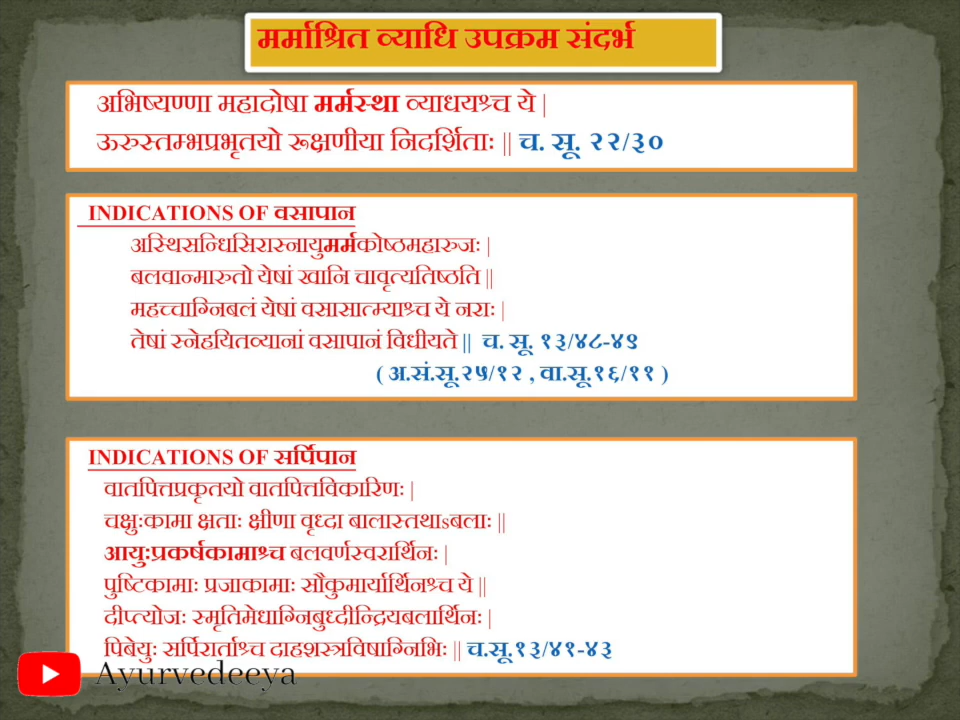 मर्माश्रित व्याधि उपक्रम संदर्भ
अभिष्यण्णा महादोषा मर्मस्था व्याधयश्च ये |
ऊरुस्तम्भप्रभृतयो रूक्षणीया निदर्शिताः || च. सू. २२/३०
INDICATIONS OF वसापान
अस्थिसन्धिसिरास्नायुमर्मकोष्ठमहारुजः |
बलवान्मारुतो येषां खानि चावृत्यतिष्ठति ||
महच्चाग्निबलं येषां वसासात्म्याश्च ये नराः |
तेषां स्नेहयितव्यानां वसापानं विधीयते || च. सू. १३/४८-४९
( अ.सं.सू.२५/१२ , वा.सू.१६/११ )
INDICATIONS OF सर्पिपान
वातपित्तप्रकृतयो वातपित्तविकारिणः |
चक्षुःकामा क्षताः क्षीणा वृध्दा बालास्तथाऽबलाः ||
आयुःप्रकर्षकामाश्च बलवर्णस्वरार्थिनः |
पुष्टिकामाः प्रजाकामाः सौकुमार्यार्थिनश्च ये ||
दीप्त्योजः स्मृतिमेधाग्निबुध्दीन्द्रियबलार्थिनः |
पिबेयुः सर्पिरार्ताश्च दाहशस्त्रविषाग्निभिः || च.सू.१३/४१-४३
Ayurvedeeya